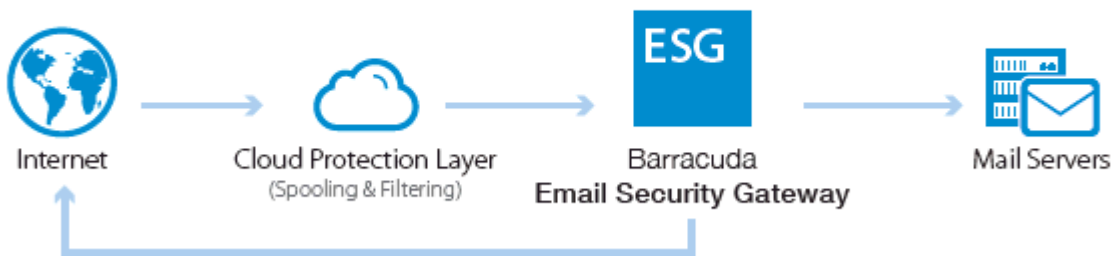 ESG
Internet
Cloud Protection Layer
(Spooling & Filtering)
Barracuda
Email Security Gateway
Mail Servers